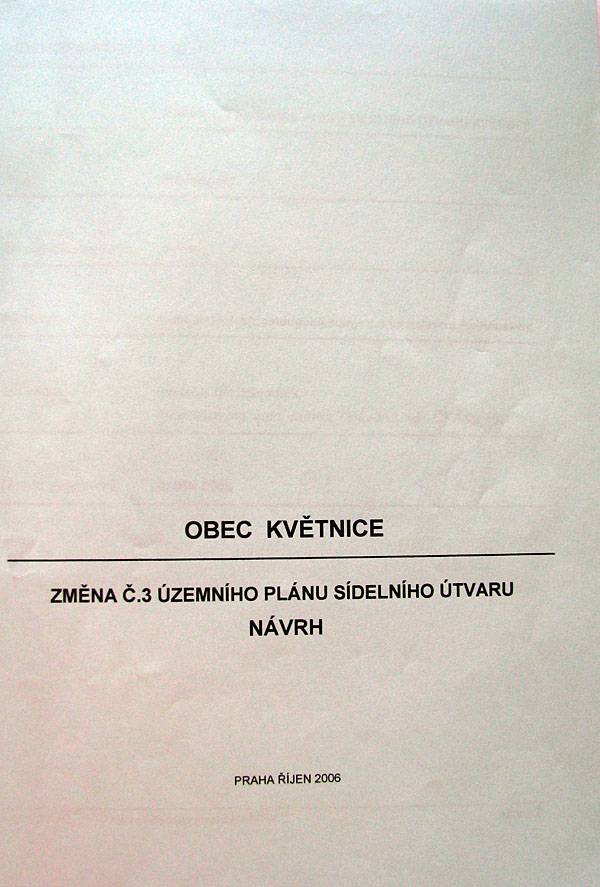 OBEC KVĚTNICE
ZMĚNA Č.3 ÚZEMNÍHO PLÁNU SÍDELNÍHO ÚTVARU
NÁVRH
PRAHA ŘÍJEN 2006